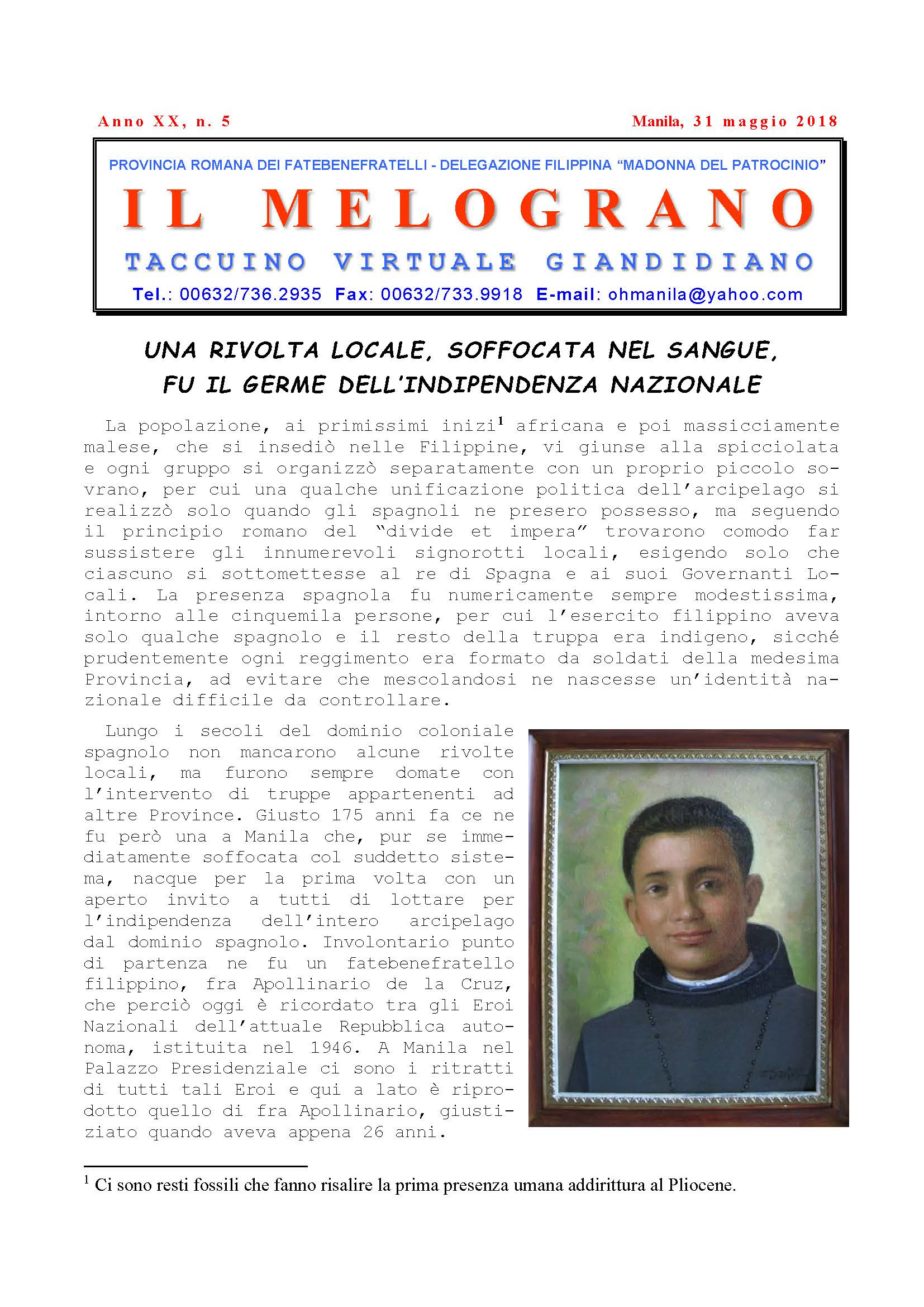 Anno XX, n. 5 Manila, 31 maggio 2018
PROVINCIA ROMANA DEI FATEBENEFRATELLI - DELEGAZIONE FILIPPINA “MADONNA DEL PATROCINIO”
IL MELOGRANO
TACCUINO VIRTUALE GIANDIDIANO
Tel.: 00632/736.2935 Fax: 00632/733.9918 E-mail: ohmanila@yahoo.com
UNA RIVOLTA LOCALE, SOFFOCATA NEL SANGUE,
FU IL GERME DELL’INDIPENDENZA NAZIONALE
La popolazione, ai primissimi inizi¹ africana e poi massicciamente
malese, che si insediò nelle Filippine, vi giunse alla spicciolata
e ogni gruppo si organizzò separatamente con un proprio piccolo so-
vrano, per cui una qualche unificazione politica dell’arcipelago si
realizzò solo quando gli spagnoli ne presero possesso, ma seguendo
il principio romano del “divide et impera” trovarono comodo far
sussistere gli innumerevoli signorotti locali, esigendo solo che
ciascuno si sottomettesse al re di Spagna e ai suoi Governanti Lo-
cali. La presenza spagnola fu numericamente sempre modestissima,
intorno alle cinquemila persone, per cui l’esercito filippino aveva
solo qualche spagnolo e il resto della truppa era indigeno, sicché
prudentemente ogni reggimento era formato da soldati della medesima
Provincia, ad evitare che mescolandosi ne nascesse un’identità na-
zionale difficile da controllare.
Lungo i secoli del dominio coloniale
spagnolo non mancarono alcune rivolte
locali, ma furono sempre domate con
l’intervento di truppe appartenenti ad
altre Province. Giusto 175 anni fa ce ne
fu però una a Manila che, pur se imme-
diatamente soffocata col suddetto siste-
ma, nacque per la prima volta con un
aperto invito a tutti di lottare per
l’indipendenza dell’intero arcipelago
dal dominio spagnolo. Involontario punto
di partenza ne fu un fatebenefratello
filippino, fra Apollinario de la Cruz,
che perciò oggi è ricordato tra gli Eroi
Nazionali dell’attuale Repubblica auto-
noma, istituita nel 1946. A Manila nel
Palazzo Presidenziale ci sono i ritratti
di tutti tali Eroi e qui a lato è ripro-
dotto quello di fra Apollinario, giusti-
ziato quando aveva appena 26 anni.
¹ Ci sono resti fossili che fanno risalire la prima presenza umana addirittura al Pliocene.